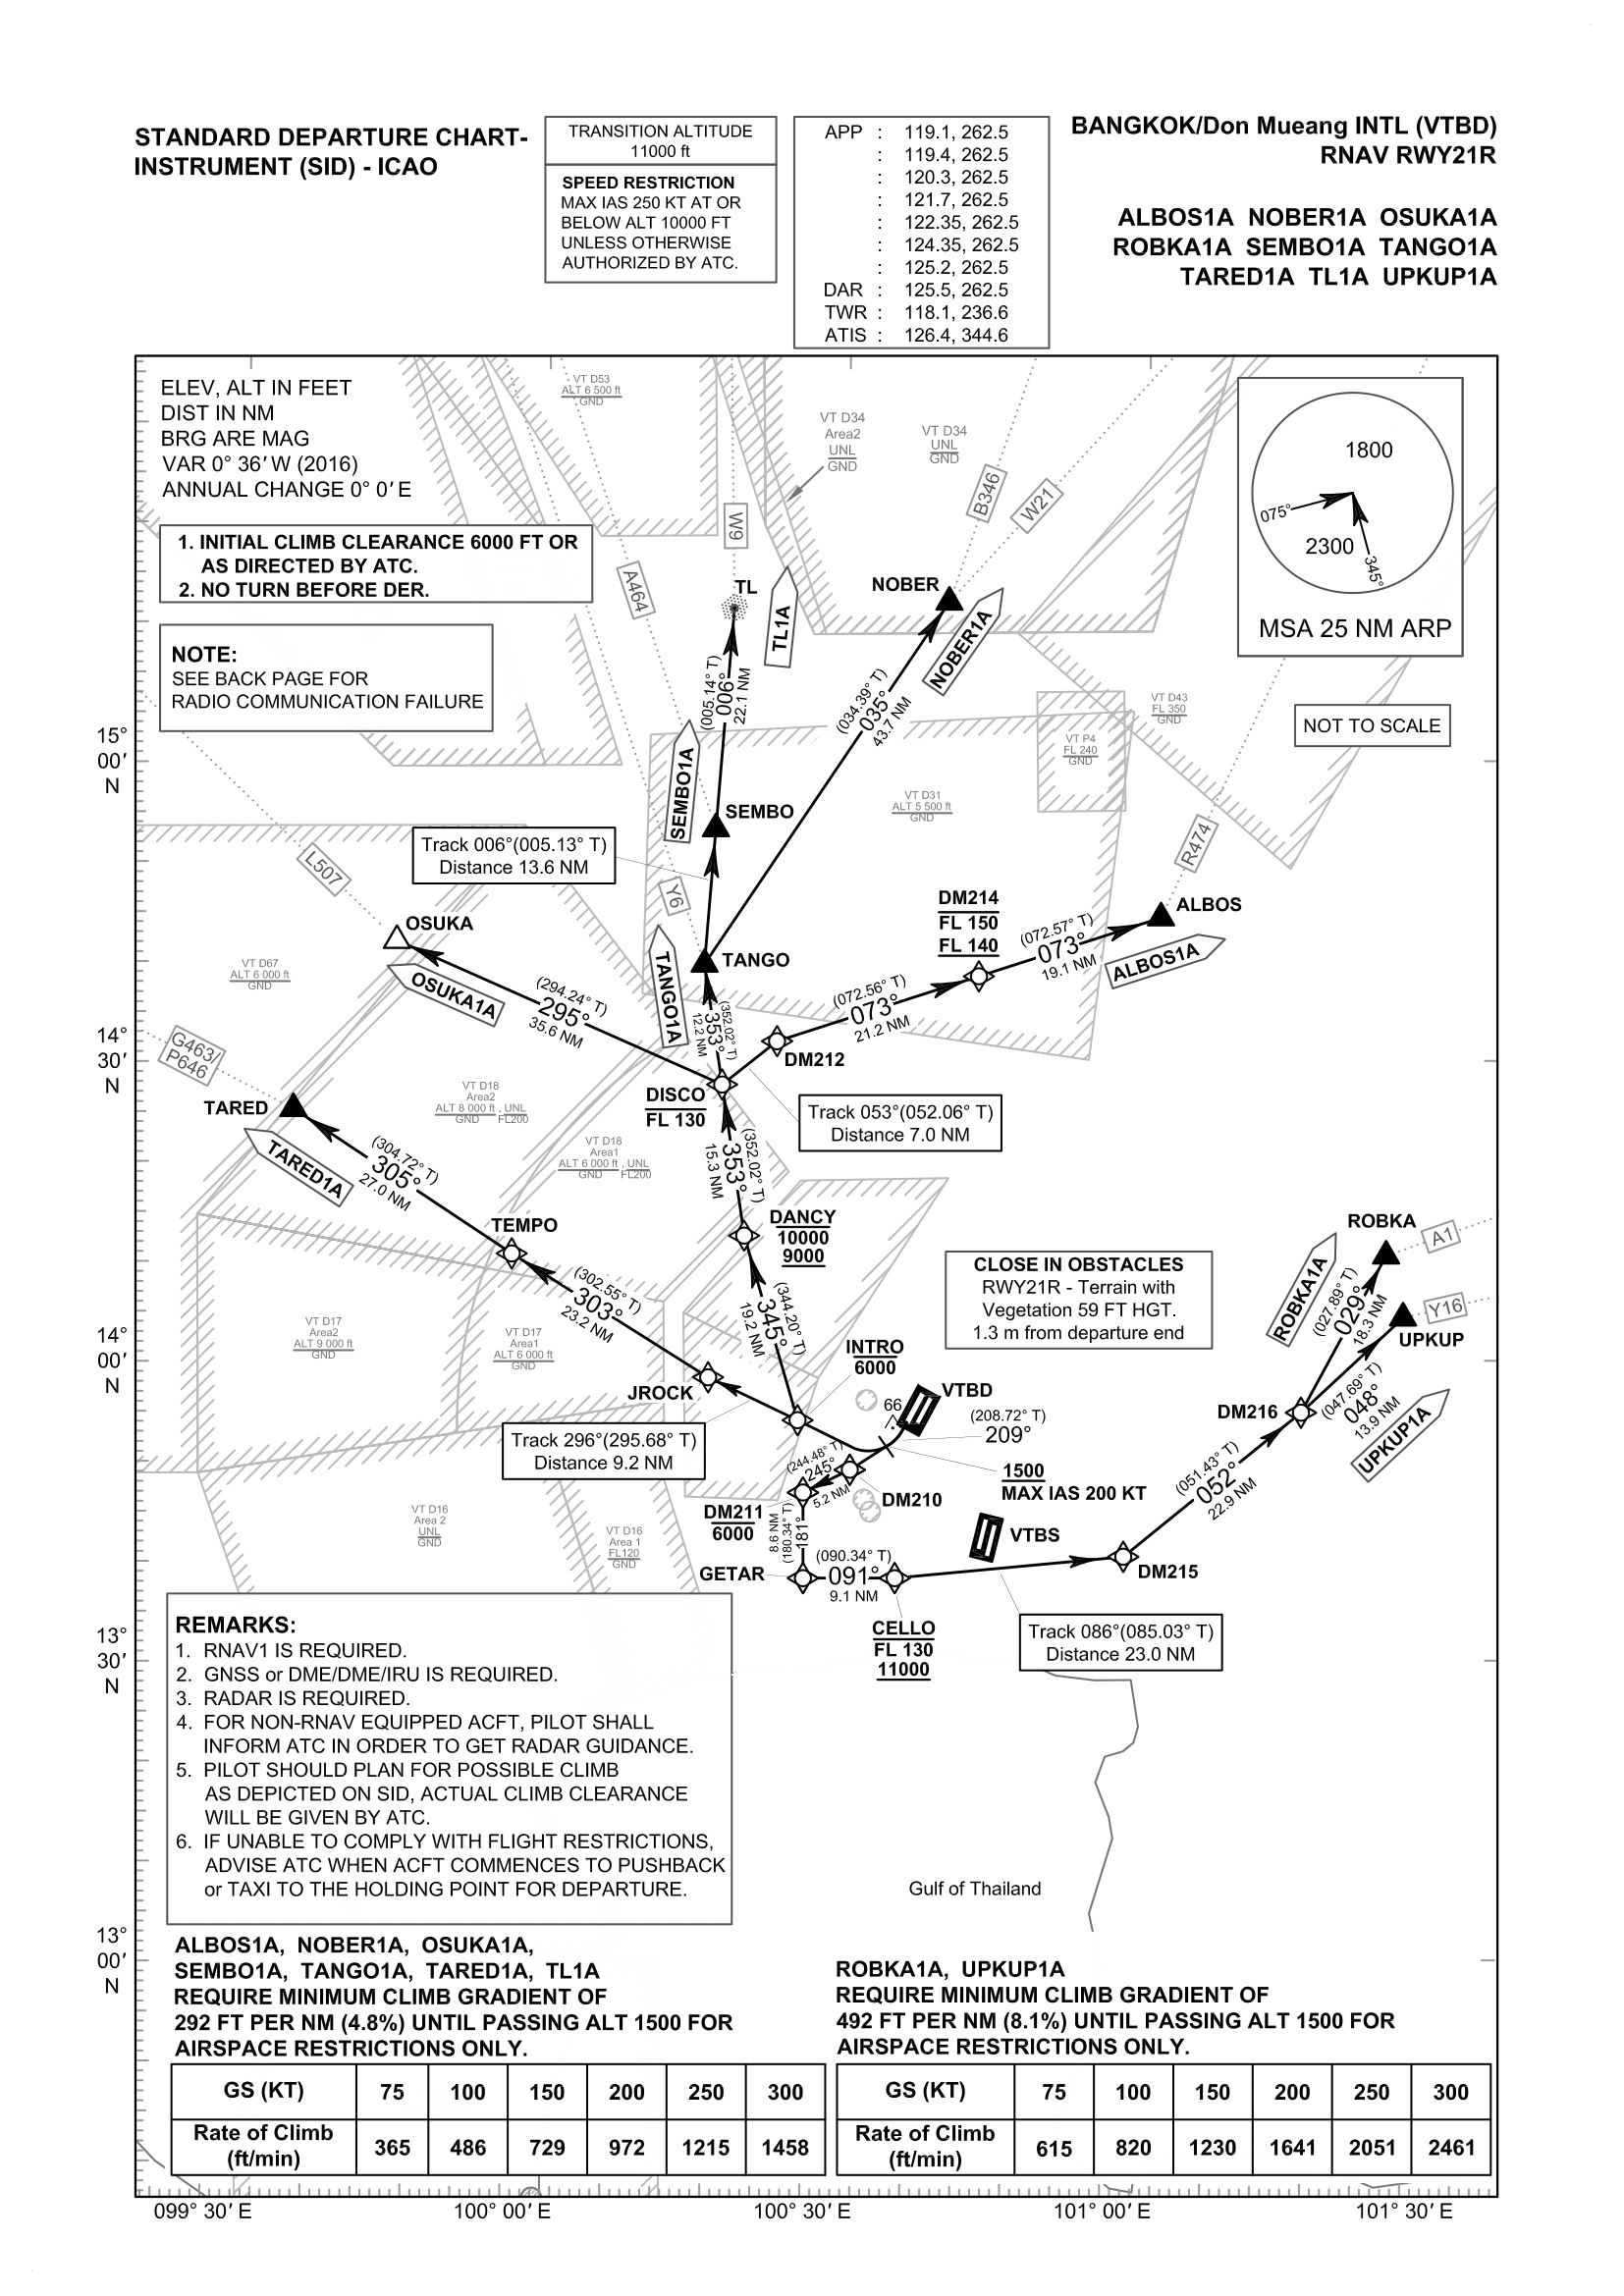 STANDARD DEPARTURE CHART-
INSTRUMENT (SID) - ICAO
TRANSITION ALTITUDE
11000 ft
SPEED RESTRICTION
MAX IAS 250 KT AT OR
BELOW ALT 10000 FT
UNLESS OTHERWISE
AUTHORIZED BY ATC.
APP : 119.1, 262.5
: 119.4, 262.5
: 120.3, 262.5
: 121.7, 262.5
: 122.35, 262.5
: 124.35, 262.5
: 125.2, 262.5
DAR : 125.5, 262.5
TWR : 118.1, 236.6
ATIS : 126.4, 344.6
BANGKOK/Don Mueang INTL (VTBD)
RNAV RWY21R
ALBOS1A NOBER1A OSUKA1A
ROBKA1A SEMBO1A TANGO1A
TARED1A TL1A UPKUP1A
ELEV, ALT IN FEET
DIST IN NM
BRG ARE MAG
VAR 0° 36′ W (2016)
ANNUAL CHANGE 0° 0′ E
1. INITIAL CLIMB CLEARANCE 6000 FT OR
AS DIRECTED BY ATC.
2. NO TURN BEFORE DER.
NOTE:
SEE BACK PAGE FOR
RADIO COMMUNICATION FAILURE
VT D53
ALT 6 500 ft
GND
VT D34
Area2
UNL
GND
VT D34
UNL
GND
B346
W21
W9
A464
1800
075°
2300
345°
MSA 25 NM ARP
NOT TO SCALE
TL
TL1A
NOBER
NOBER1A
(005.14° T)
006°
22.1 NM
(034.39° T)
035°
43.7 NM
VT D43
FL 350
GND
VT P4
FL 240
GND
VT D31
ALT 5 500 ft
GND
15°
00′
N
SEMBO1A
SEMBO
Track 006°(005.13° T)
Distance 13.6 NM
L507
Y6
R474
OSUKA
OSUKA1A
TANGO
TANGO1A
DM214
FL 150
FL 140
(072.57° T)
073°
19.1 NM
ALBOS
ALBOS1A
VT D67
ALT 6 000 ft
GND
(294.24° T)
295°
35.6 NM
(352.02° T)
353°
12.2 NM
(072.56° T)
073°
21.2 NM
DM212
14°
30′
N
G463/
P646
TARED
TARED1A
VT D18
Area2
ALT 8 000 ft , UNL
GND FL200
DISCO
FL 130
Track 053°(052.06° T)
Distance 7.0 NM
VT D18
Area1
ALT 6 000 ft , UNL
GND FL200
(304.72° T)
305°
27.0 NM
(352.02° T)
353°
15.3 NM
TEMPO
DANCY
10000
9000
(302.55° T)
303°
23.2 NM
(344.20° T)
345°
19.2 NM
CLOSE IN OBSTACLES
RWY21R - Terrain with
Vegetation 59 FT HGT.
1.3 m from departure end
ROBKA
A1
ROBKA1A
(027.89° T)
029°
18.3 NM
Y16
UPKUP
(047.69° T)
048°
13.9 NM
UPKUP1A
VT D17
Area2
ALT 9 000 ft
GND
VT D17
Area1
ALT 6 000 ft
GND
14°
00′
N
JROCK
INTRO
6000
VTBD
66
(208.72° T)
209°
DM216
Track 296°(295.68° T)
Distance 9.2 NM
(244.48° T)
245°
5.2 NM
1500
MAX IAS 200 KT
DM210
DM211
6000
(051.43° T)
052°
22.9 NM
VT D16
Area 2
UNL
GND
VT D16
Area 1
FL120
GND
8.6 NM
(180.34° T)
181°
VTBS
GETAR
(090.34° T)
091°
9.1 NM
DM215
CELLO
FL 130
11000
Track 086°(085.03° T)
Distance 23.0 NM
13°
30′
N
REMARKS:
1. RNAV1 IS REQUIRED.
2. GNSS or DME/DME/IRU IS REQUIRED.
3. RADAR IS REQUIRED.
4. FOR NON-RNAV EQUIPPED ACFT, PILOT SHALL
INFORM ATC IN ORDER TO GET RADAR GUIDANCE.
5. PILOT SHOULD PLAN FOR POSSIBLE CLIMB
AS DEPICTED ON SID, ACTUAL CLIMB CLEARANCE
WILL BE GIVEN BY ATC.
6. IF UNABLE TO COMPLY WITH FLIGHT RESTRICTIONS,
ADVISE ATC WHEN ACFT COMMENCES TO PUSHBACK
or TAXI TO THE HOLDING POINT FOR DEPARTURE.
Gulf of Thailand
13°
00′
N
ALBOS1A, NOBER1A, OSUKA1A,
SEMBO1A, TANGO1A, TARED1A, TL1A
REQUIRE MINIMUM CLIMB GRADIENT OF
292 FT PER NM (4.8%) UNTIL PASSING ALT 1500 FOR
AIRSPACE RESTRICTIONS ONLY.
GS (KT) 75 100 150 200 250 300
Rate of Climb
(ft/min) 365 486 729 972 1215 1458
ROBKA1A, UPKUP1A
REQUIRE MINIMUM CLIMB GRADIENT OF
492 FT PER NM (8.1%) UNTIL PASSING ALT 1500 FOR
AIRSPACE RESTRICTIONS ONLY.
GS (KT) 75 100 150 200 250 300
Rate of Climb
(ft/min) 615 820 1230 1641 2051 2461
099° 30′ E 100° 00′ E 100° 30′ E 101° 00′ E 101° 30′ E